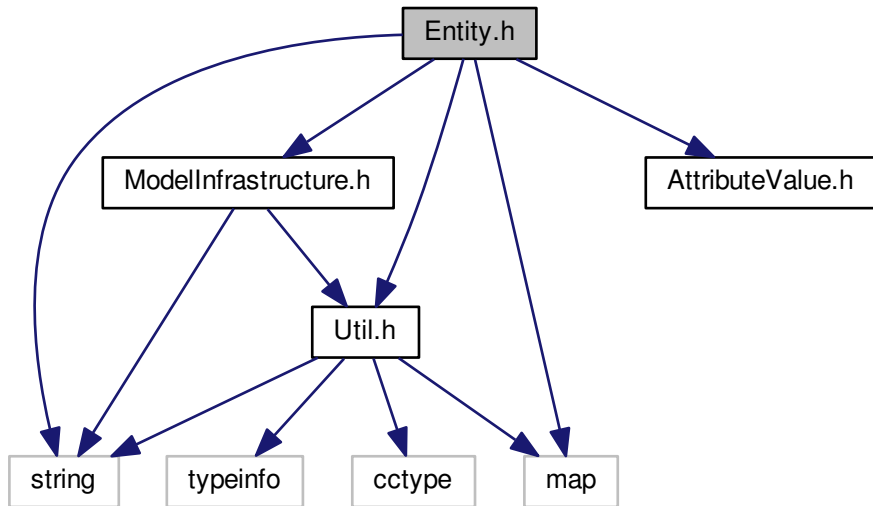 Entity.h
ModelInfrastructure.h
AttributeValue.h
Util.h
string
typeinfo
cctype
map